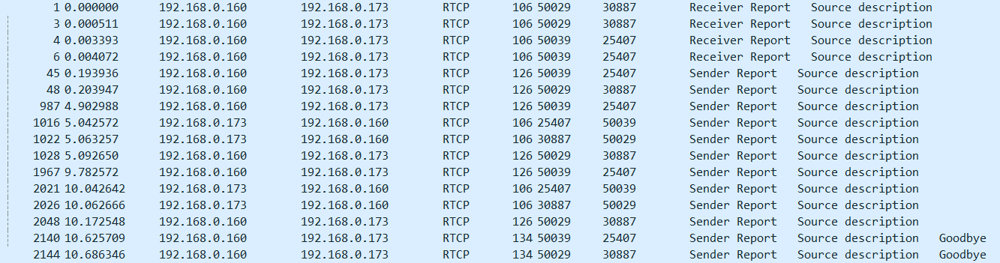 1 0.000000 192.168.0.160 192.168.0.173 RTCP 106 50029 30887 Receiver Report Source description
3 0.000511 192.168.0.160 192.168.0.173 RTCP 106 50029 30887 Receiver Report Source description
4 0.003393 192.168.0.160 192.168.0.173 RTCP 106 50039 25407 Receiver Report Source description
6 0.004072 192.168.0.160 192.168.0.173 RTCP 106 50039 25407 Receiver Report Source description
45 0.193936 192.168.0.160 192.168.0.173 RTCP 126 50039 25407 Sender Report Source description
48 0.203947 192.168.0.160 192.168.0.173 RTCP 126 50029 30887 Sender Report Source description
987 4.902988 192.168.0.160 192.168.0.173 RTCP 126 50039 25407 Sender Report Source description
1016 5.042572 192.168.0.173 192.168.0.160 RTCP 106 25407 50039 Sender Report Source description
1022 5.063257 192.168.0.173 192.168.0.160 RTCP 106 30887 50029 Sender Report Source description
1028 5.092650 192.168.0.160 192.168.0.173 RTCP 126 50029 30887 Sender Report Source description
1967 9.782572 192.168.0.160 192.168.0.173 RTCP 126 50039 25407 Sender Report Source description
2021 10.042642 192.168.0.173 192.168.0.160 RTCP 106 25407 50039 Sender Report Source description
2026 10.062666 192.168.0.173 192.168.0.160 RTCP 106 30887 50029 Sender Report Source description
2048 10.172548 192.168.0.160 192.168.0.173 RTCP 126 50029 30887 Sender Report Source description
2140 10.625709 192.168.0.160 192.168.0.173 RTCP 134 50039 25407 Sender Report Source description Goodbye
2144 10.686346 192.168.0.160 192.168.0.173 RTCP 134 50029 30887 Sender Report Source description Goodbye